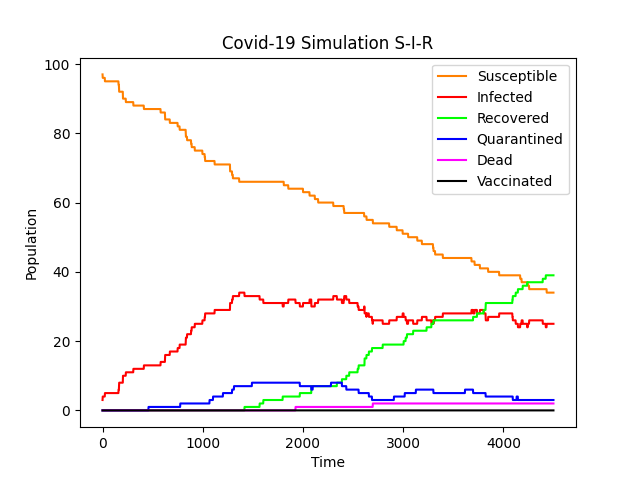 Covid-19 Simulation S-I-R
100
80
60
40
20
0
Population
Susceptible
Infected
Recovered
Quarantined
Dead
Vaccinated
0 1000 2000 3000 4000
Time